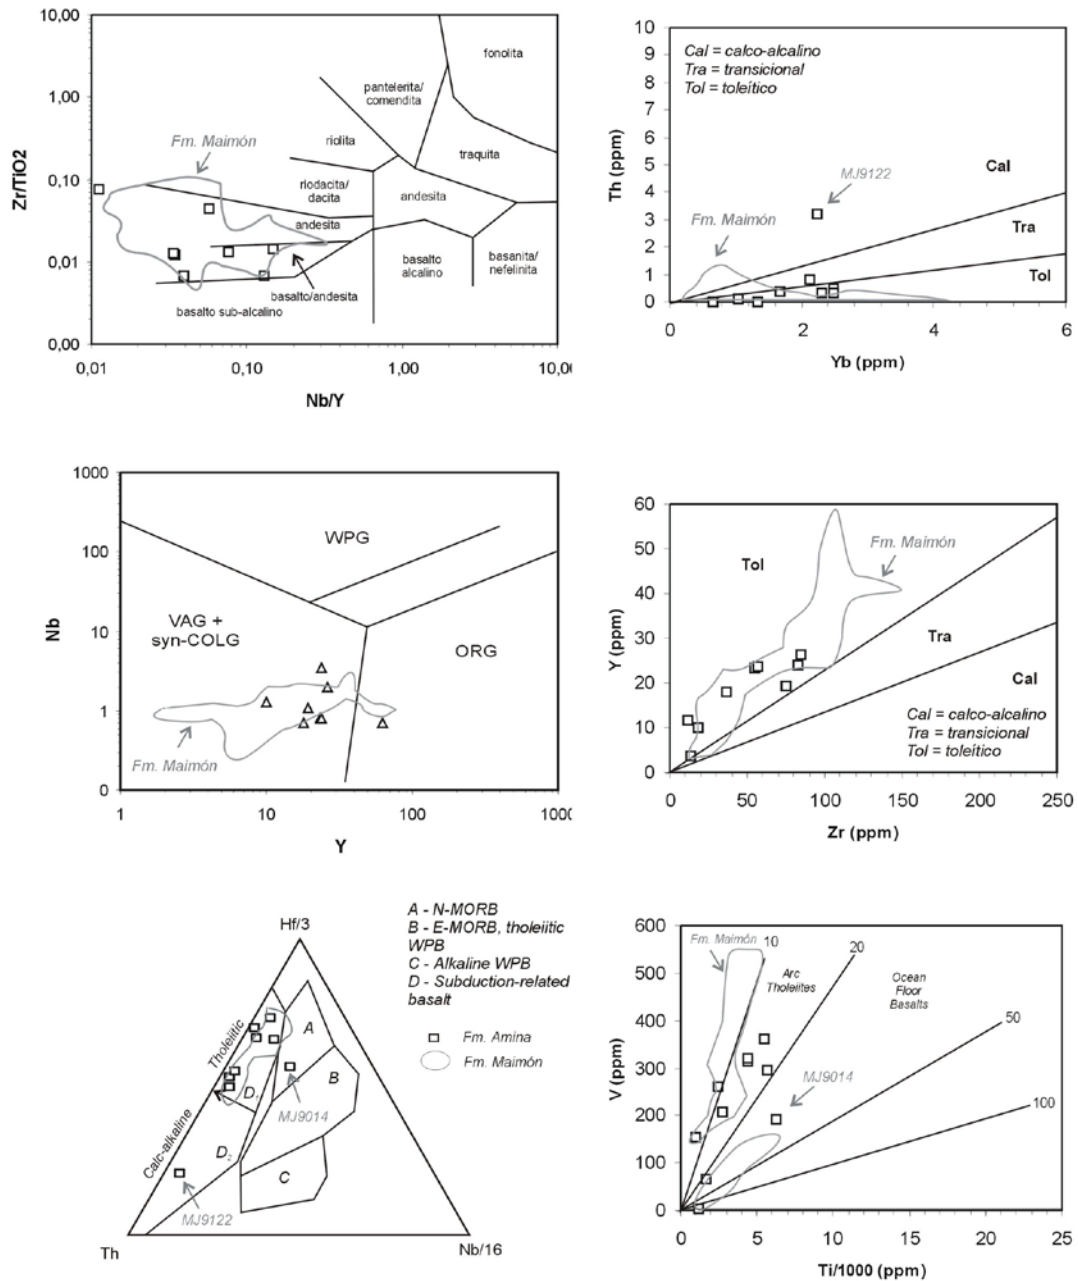 10,00
1,00
0,10
0,01
0,00
0,01
0,10
1,00
10,0
Zr/TiO2
Nb/Y
Fm. Maimón
fonolita
pantelerita/
comendita
riolita
traquita
riodacita/
dacita
andesita
andesita
basalto
alcalino
basanita/
nefelinita
basalto/andesita
basalto sub-alcalino
10
9
8
7
6
5
4
3
2
1
0
0
2
4
6
Th (ppm)
Yb (ppm)
Cal = calco-alcalino
Tra = transicional
Tol = toleítico
MJ9122
Fm. Maimón
Cal
Tra
Tol
1000
100
10
1
0
1
10
100
1000
Nb
Y
WPG
VAG +
syn-COLG
ORG
Fm. Maimón
60
50
40
30
20
10
0
0
50
100
150
200
250
Y (ppm)
Zr (ppm)
Tol
Fm. Maimón
Tra
Cal
Cal = calco-alcalino
Tra = transicional
Tol = toleítico
Hf/3
Th
Nb/16
Tholeiitic
Calc-alkaline
A
B
C
D1
D2
MJ9014
MJ9122
A - N-MORB
B - E-MORB, tholeiitic
WPB
C - Alkaline WPB
D - Subduction-related
basalt
Fm. Amina
Fm. Maimón
600
500
400
300
200
100
0
0
5
10
15
20
25
V (ppm)
Ti/1000 (ppm)
Fm. Maimón
10
20
50
100
Arc
Tholeiites
Ocean
Floor
Basalts
MJ9014